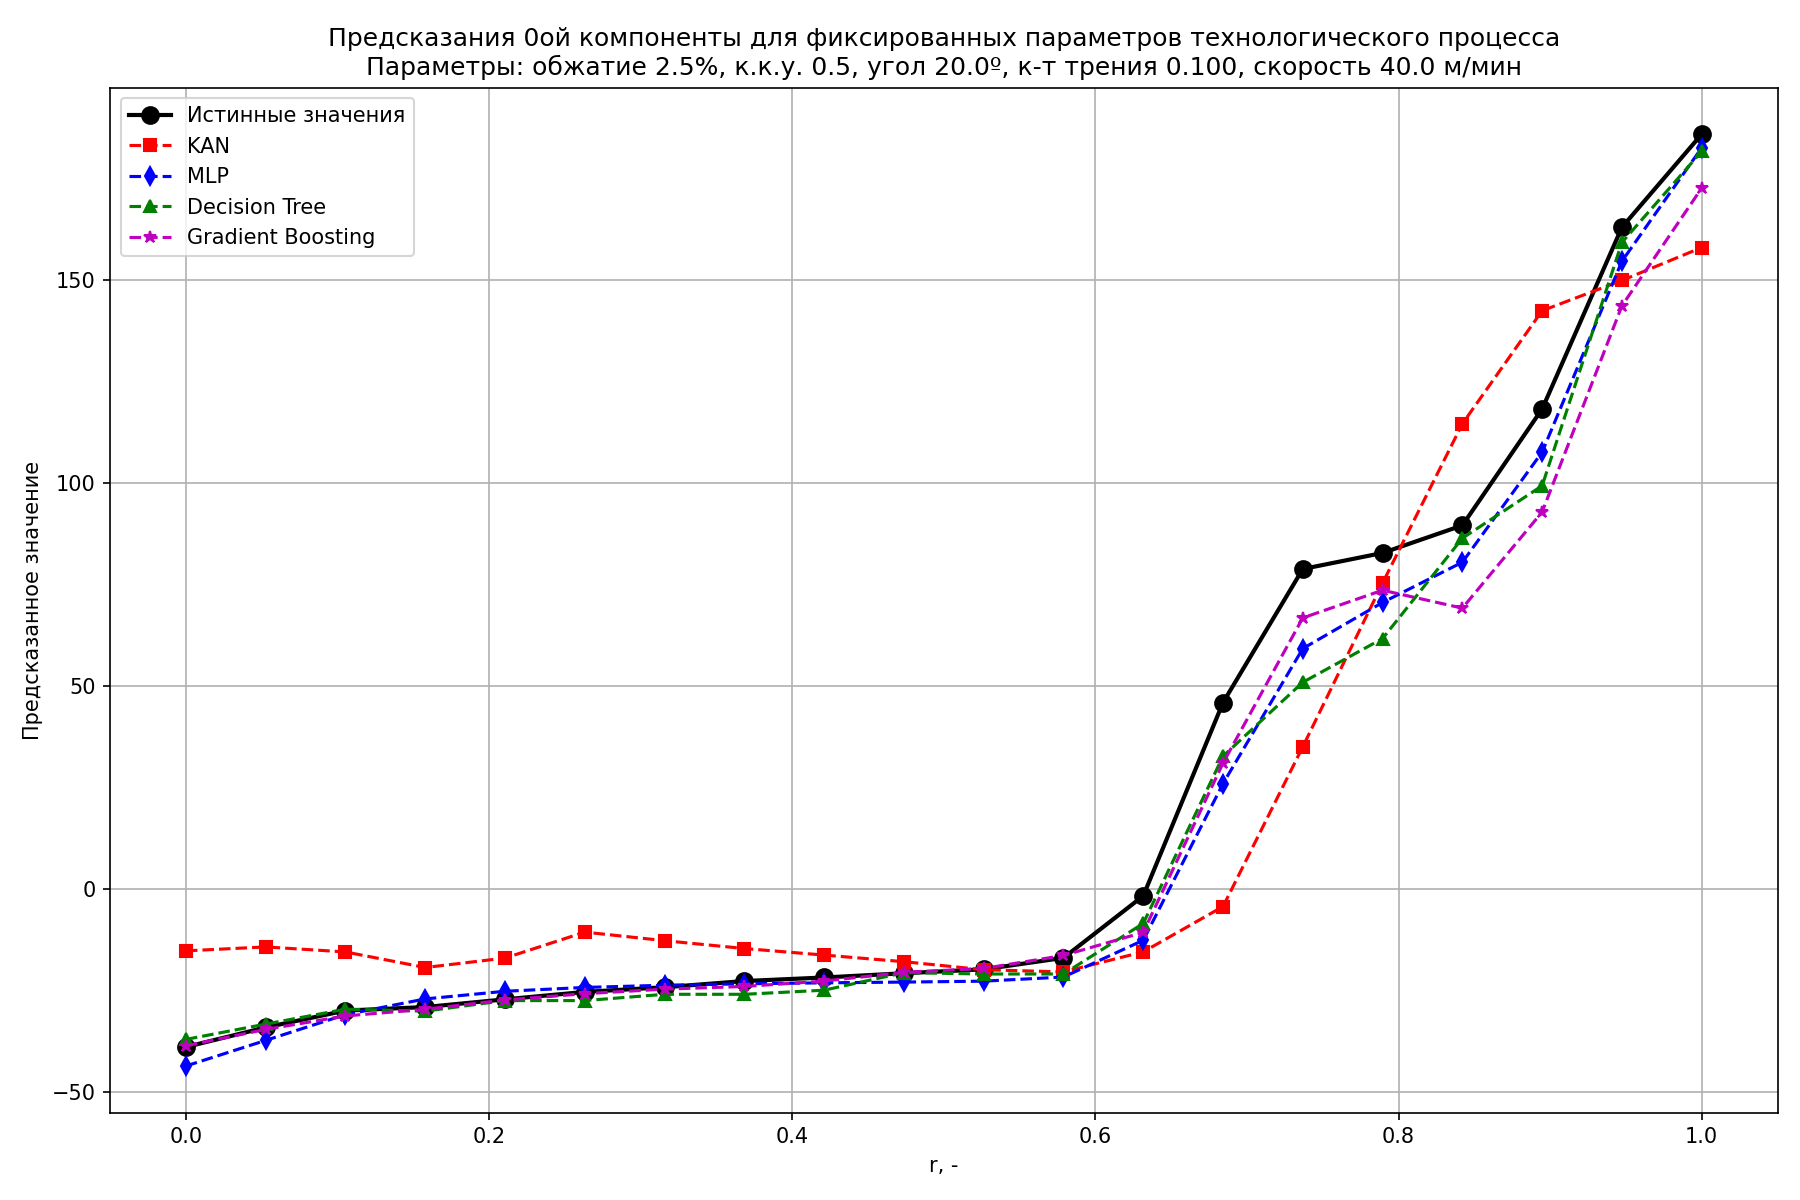 Предсказания 0ой компоненты для фиксированных параметров технологического процесса
Параметры: обжатие 2.5%, к.к.у. 0.5, угол 20.0º, к-т трения 0.100, скорость 40.0 м/мин
Истинные значения
KAN
MLP
Decision Tree
Gradient Boosting
Предсказанное значение
150
100
50
0
−50
0.0
0.2
0.4
0.6
0.8
1.0
r, -